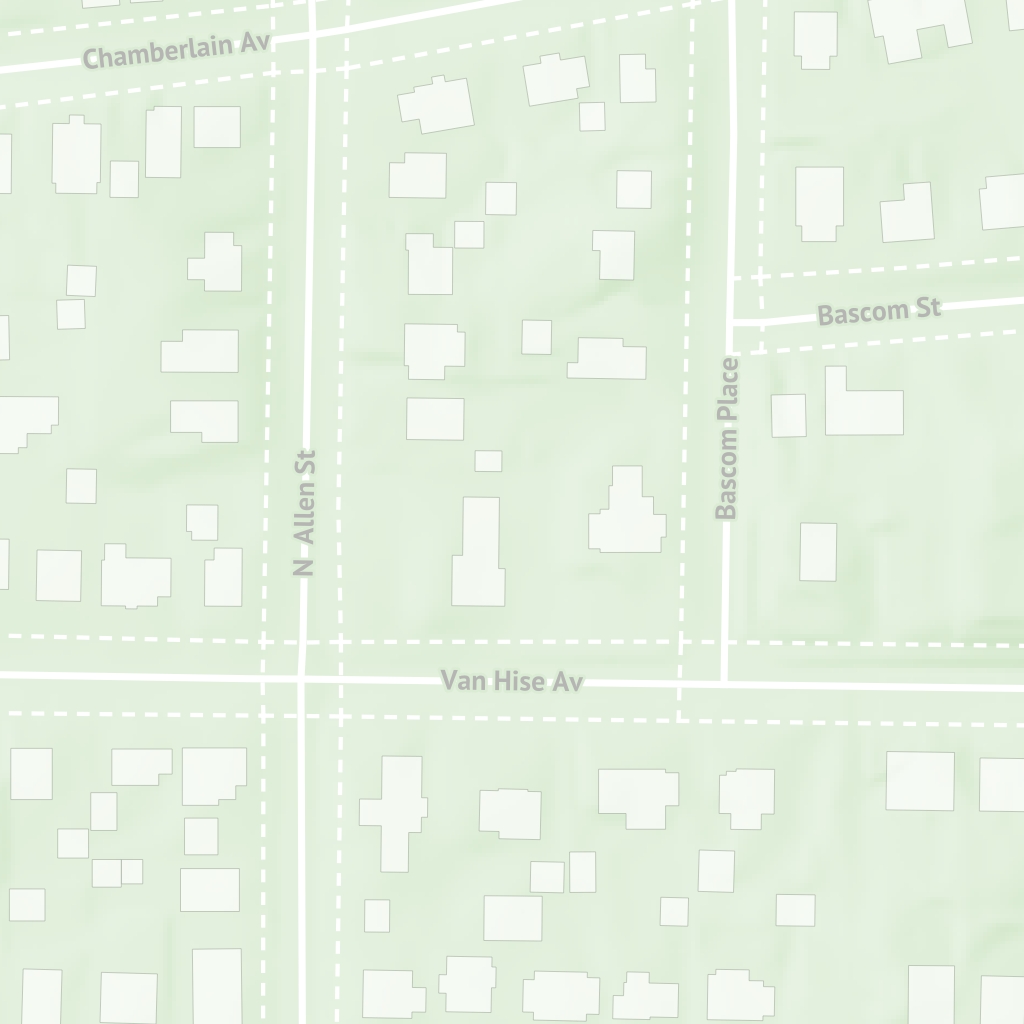 Chamberlain Av
Bascom St
Bascom Place
N Allen St
Van Hise Av